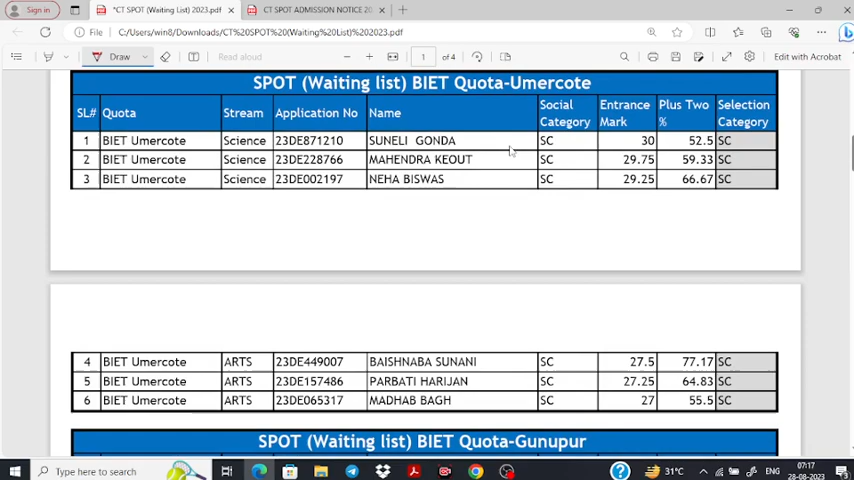 Sign in
*CT SPOT (Waiting List) 2023.pdf
CT SPOT ADMISSION NOTICE 20
File C:/Users/win8/Downloads/CT%20SPOT%20(Waiting%20List)%202023.pdf
Draw Read aloud 1 of 4 Edit with Acrobat
SPOT (Waiting list) BIET Quota-Umercote
SL# Quota Stream Application No Name Social Category Entrance Mark Plus Two % Selection Category
1 BIET Umercote Science 23DE871210 SUNELI GONDA SC 30 52.5 SC
2 BIET Umercote Science 23DE228766 MAHENDRA KEOUT SC 29.75 59.33 SC
3 BIET Umercote Science 23DE002197 NEHA BISWAS SC 29.25 66.67 SC
4 BIET Umercote ARTS 23DE449007 BAISHNABA SUNANI SC 27.5 77.17 SC
5 BIET Umercote ARTS 23DE157486 PARBATI HARIJAN SC 27.25 64.83 SC
6 BIET Umercote ARTS 23DE065317 MADHAB BAGH SC 27 55.5 SC
SPOT (Waiting list) BIET Quota-Gunupur
Type here to search 31°C ENG 07:17
28-08-2023